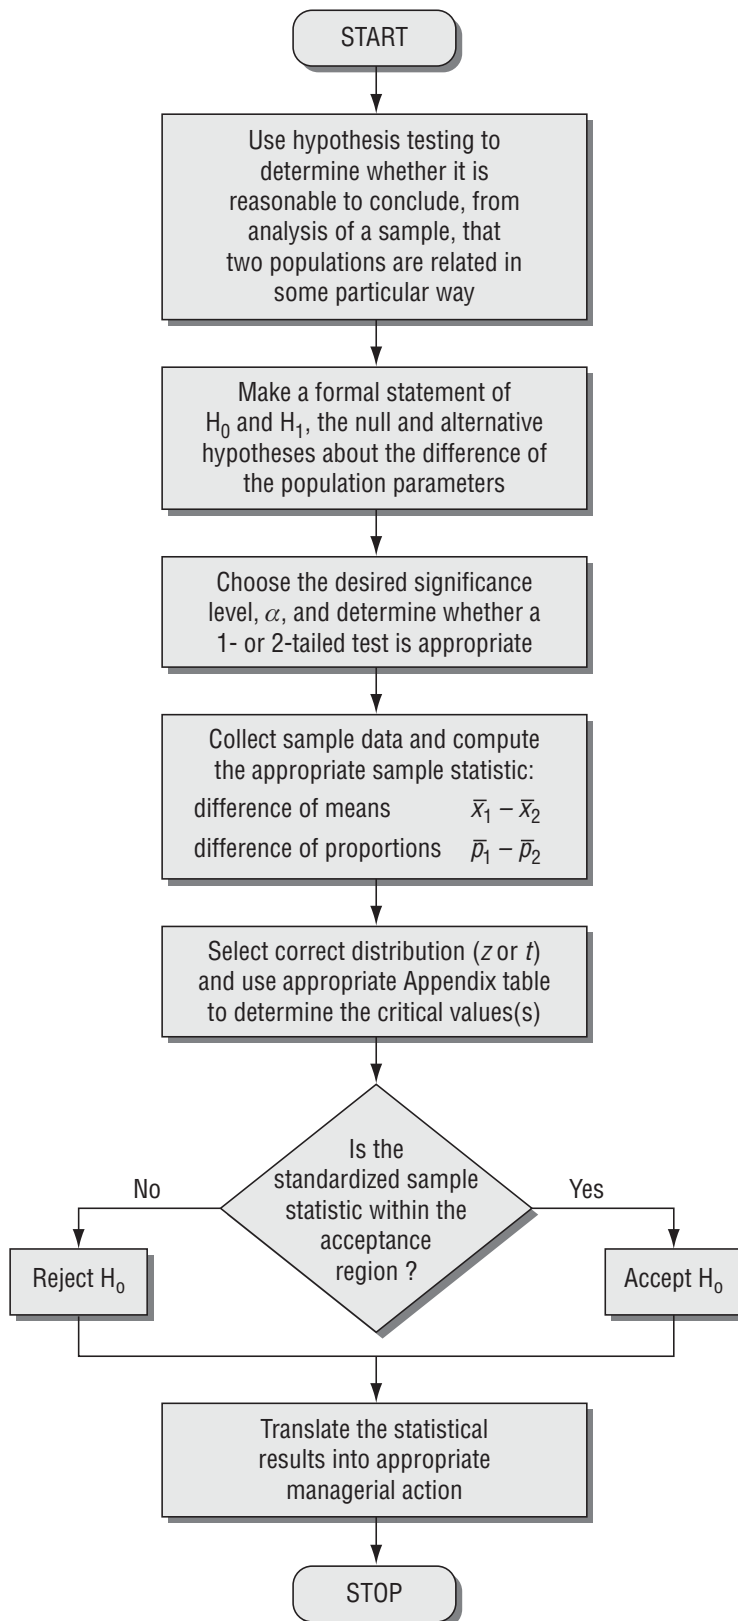 START
Use hypothesis testing to
determine whether it is
reasonable to conclude, from
analysis of a sample, that
two populations are related in
some particular way
Make a formal statement of
H₀ and H₁, the null and alternative
hypotheses about the difference of
the population parameters
Choose the desired significance
level, α, and determine whether a
1- or 2-tailed test is appropriate
Collect sample data and compute
the appropriate sample statistic:
difference of means x̅₁ – x̅₂
difference of proportions p̅₁ – p̅₂
Select correct distribution (z or t)
and use appropriate Appendix table
to determine the critical values(s)
Is the
standardized sample
statistic within the
acceptance
region ?
No
Yes
Reject Hₒ
Accept Hₒ
Translate the statistical
results into appropriate
managerial action
STOP